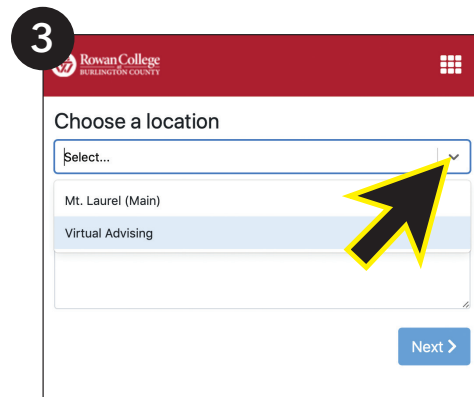 3
Rowan College
at
BURLINGTON COUNTY
Choose a location
Select...
Mt. Laurel (Main)
Virtual Advising
Next